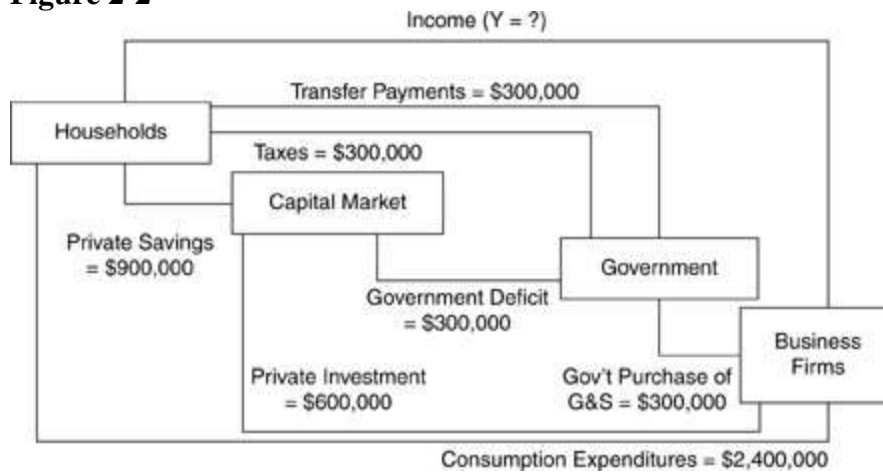 Figure 2-2
Income (Y = ?)
Transfer Payments = $300,000
Households
Taxes = $300,000
Capital Market
Private Savings
= $900,000
Government
Government Deficit
= $300,000
Business
Firms
Private Investment
= $600,000
Gov't Purchase of
G&S = $300,000
Consumption Expenditures = $2,400,000